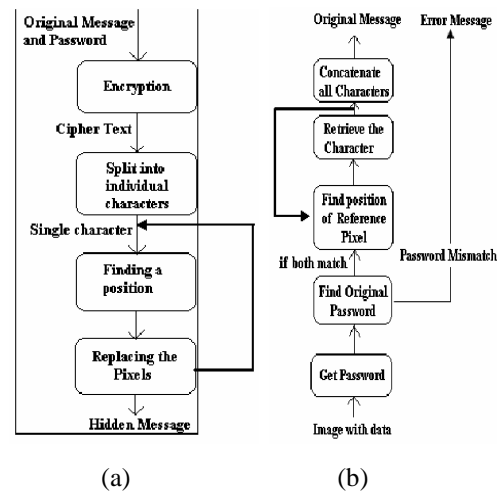 Original Message
and Password
Encryption
Cipher Text
Split into
individual
characters
Single character
Finding a
position
Replacing the
Pixels
Hidden Message
(a)
Original Message
Error Message
Concatenate
all Characters
Retrieve the
Character
Find position
of Reference
Pixel
if both match
Password Mismatch
Find Original
Password
Get Password
Image with data
(b)